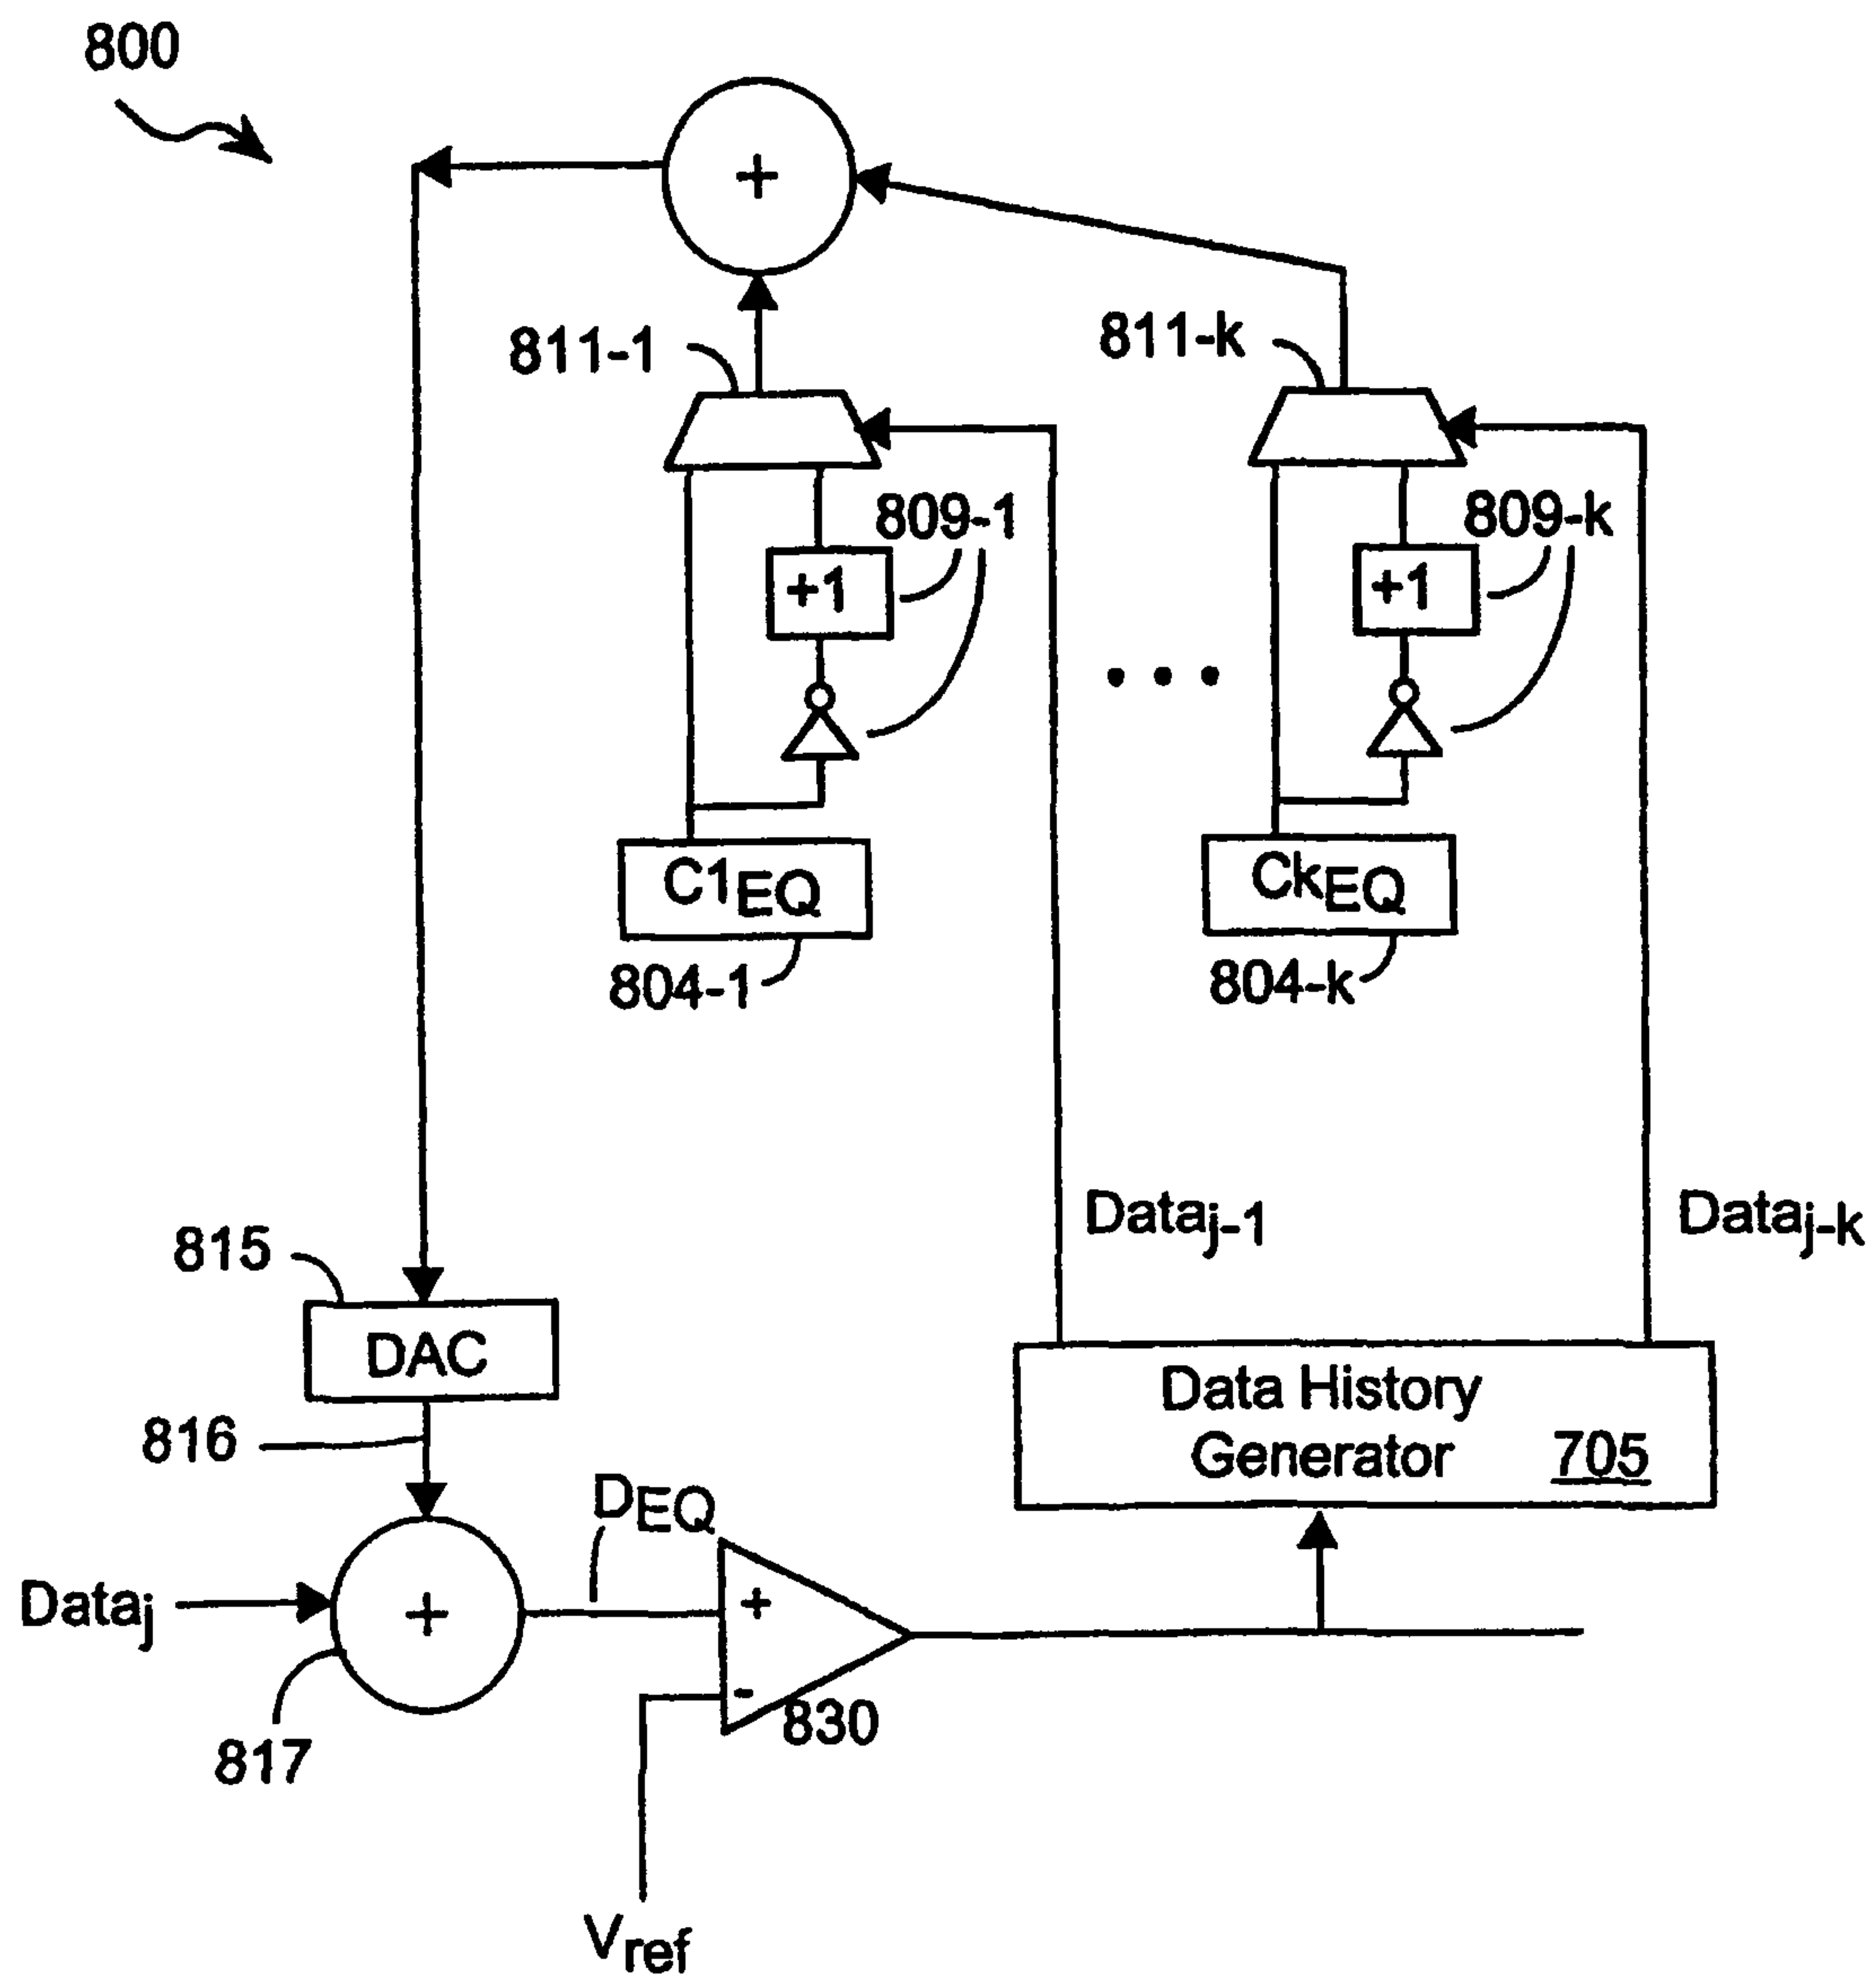 800
+
811-1
811-k
809-1
809-k
+1
+1
C1EQ
CkEQ
804-1
804-k
Dataj-1
Dataj-k
815
DAC
Data History
Generator 705
816
DEQ
Dataj
+
+
-
830
817
Vref